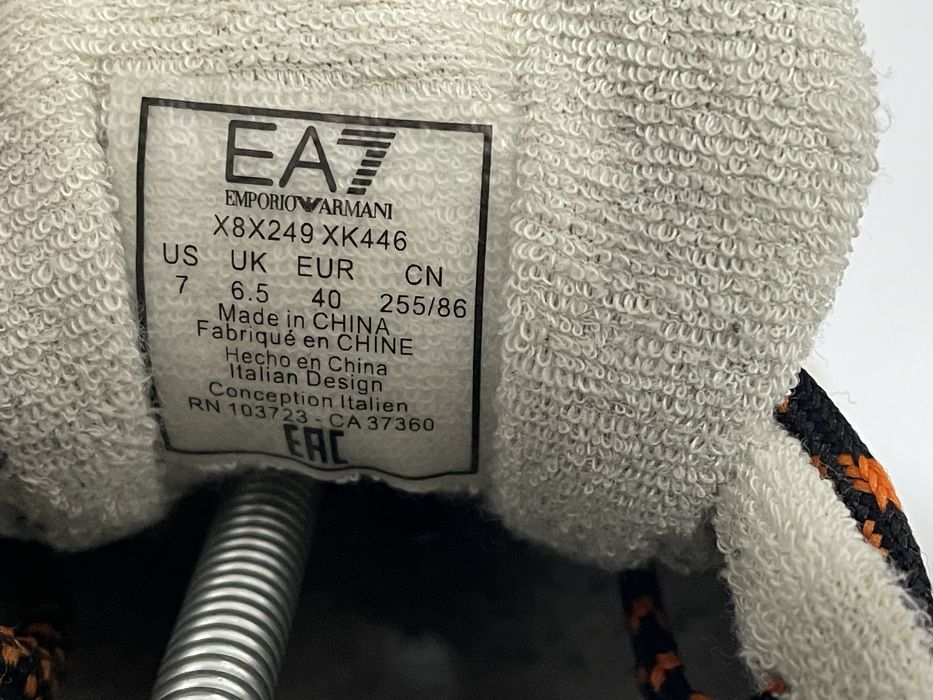 EA7
EMPORIO ARMANI
X8X249 XK446
US UK EUR CN
7 6.5 40 255/86
Made in CHINA
Fabriqué en CHINE
Hecho en China
Italian Design
Conception Italien
RN 103723 - CA 37360
EAC